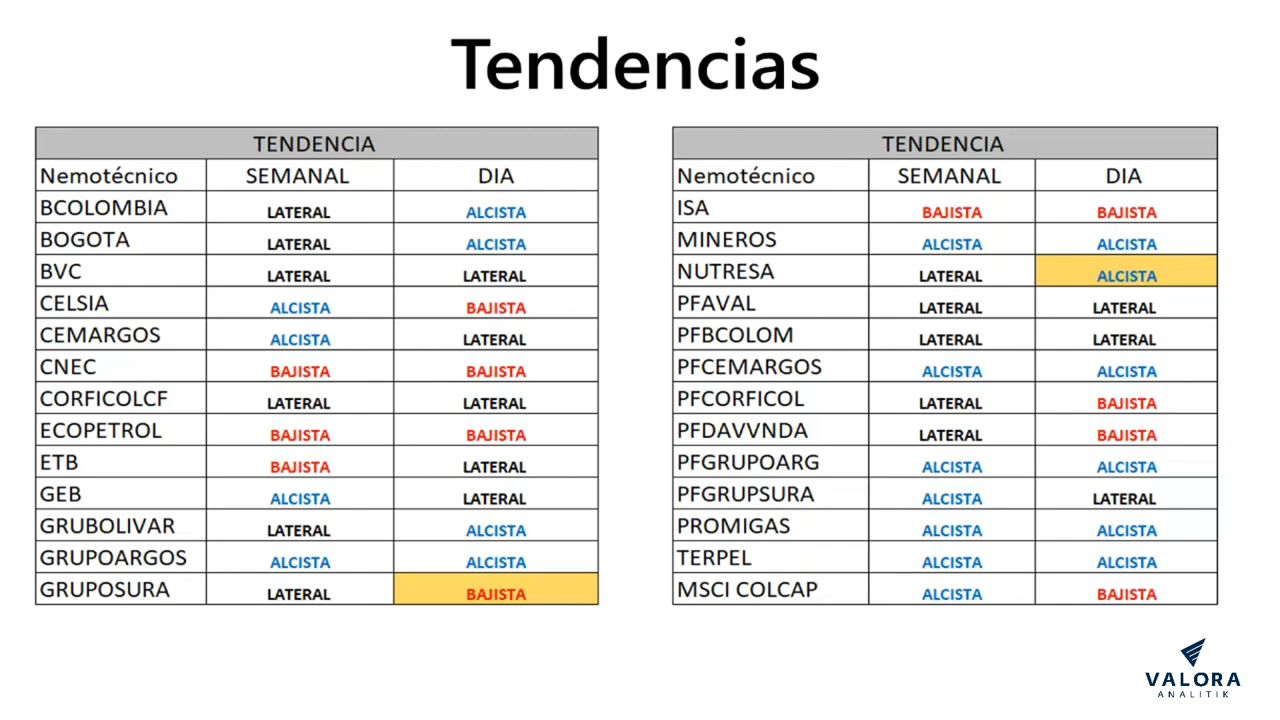 Tendencias
TENDENCIA
Nemotécnico SEMANAL DIA
BCOLOMBIA LATERAL ALCISTA
BOGOTA LATERAL ALCISTA
BVC LATERAL LATERAL
CELSIA ALCISTA BAJISTA
CEMARGOS ALCISTA LATERAL
CNEC BAJISTA BAJISTA
CORFICOLCF LATERAL LATERAL
ECOPETROL BAJISTA BAJISTA
ETB BAJISTA LATERAL
GEB ALCISTA LATERAL
GRUBOLIVAR LATERAL ALCISTA
GRUPOARGOS ALCISTA ALCISTA
GRUPOSURA LATERAL BAJISTA
TENDENCIA
Nemotécnico SEMANAL DIA
ISA BAJISTA BAJISTA
MINEROS ALCISTA ALCISTA
NUTRESA LATERAL ALCISTA
PFAVAL LATERAL LATERAL
PFBCOLOM LATERAL LATERAL
PFCEMARGOS ALCISTA ALCISTA
PFCORFICOL LATERAL BAJISTA
PFDAVVNDA LATERAL BAJISTA
PFGRUPOARG ALCISTA ALCISTA
PFGRUPSURA ALCISTA LATERAL
PROMIGAS ALCISTA ALCISTA
TERPEL ALCISTA ALCISTA
MSCI COLCAP ALCISTA BAJISTA
VALORA
ANALITIK